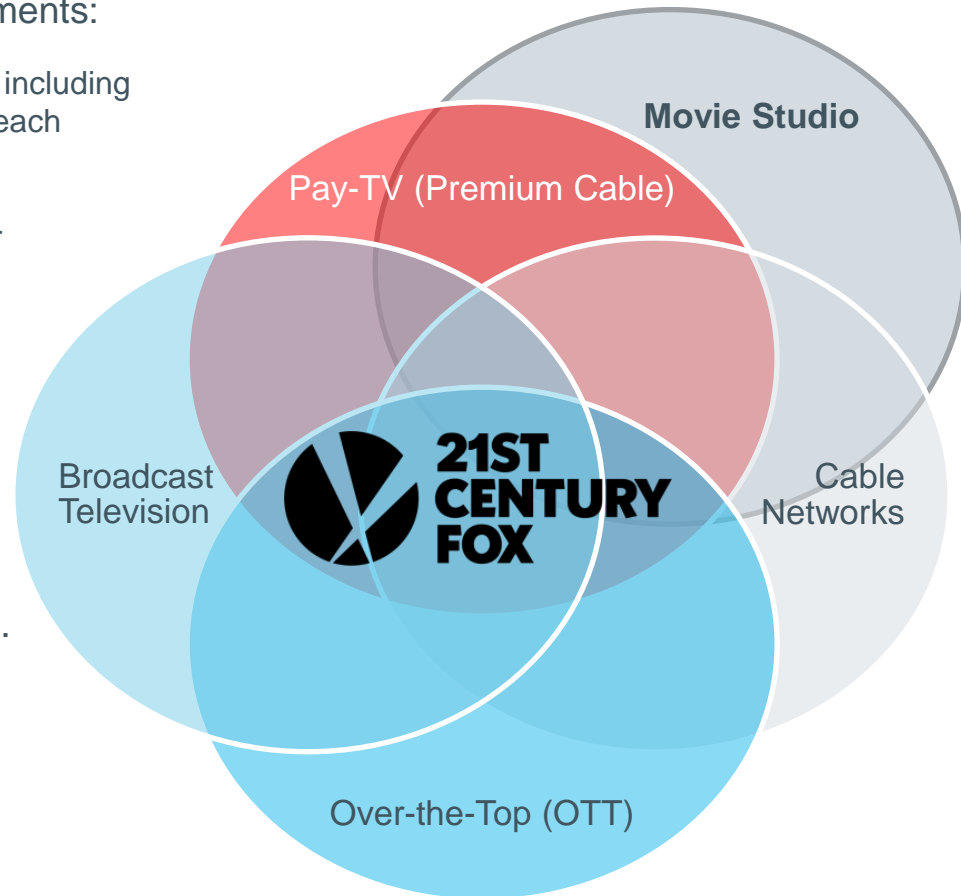 ments:
including
each
Movie Studio
Pay-TV (Premium Cable)
Broadcast
Television
21ST
CENTURY
FOX
Cable
Networks
.
Over-the-Top (OTT)